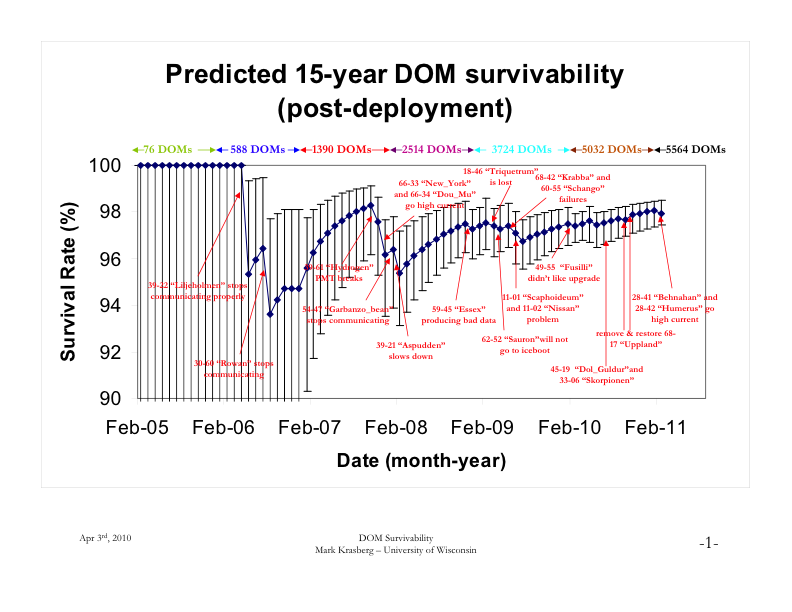 Predicted 15-year DOM survivability
(post-deployment)
76 DOMs 588 DOMs 1390 DOMs 2514 DOMs 3724 DOMs 5032 DOMs 5564 DOMs
100
98
96
94
92
90
Survival Rate (%)
18-46 “Triquetrum”
is lost
68-42 “Krabba” and
60-55 “Schango”
failures
66-33 “New_York”
and 66-34 “Dou_Mu”
go high current
“Hydrogen”
PMT breaks
49-55 “Fusilli”
didn’t like upgrade
39-22 “Liljeholmer” stops
communicating properly
54-47 “Garbanzo_bean”
stops communicating
59-45 “Essex”
producing bad data
11-01 “Scaphoideum”
and 11-02 “Nissan”
problem
28-41 “Behnahan” and
28-42 “Humerus” go
high current
39-21 “Aspudden”
slows down
62-52 “Sauron”will not
go to iceboot
remove & restore 68-
17 “Uppland”
30-60 “Rowan” stops
communicating
45-19 “Dol_Guldur”and
33-06 “Skorpionen”
Feb-05 Feb-06 Feb-07 Feb-08 Feb-09 Feb-10 Feb-11
Date (month-year)
Apr 3rd, 2010
DOM Survivability
Mark Krasberg – University of Wisconsin
-1-